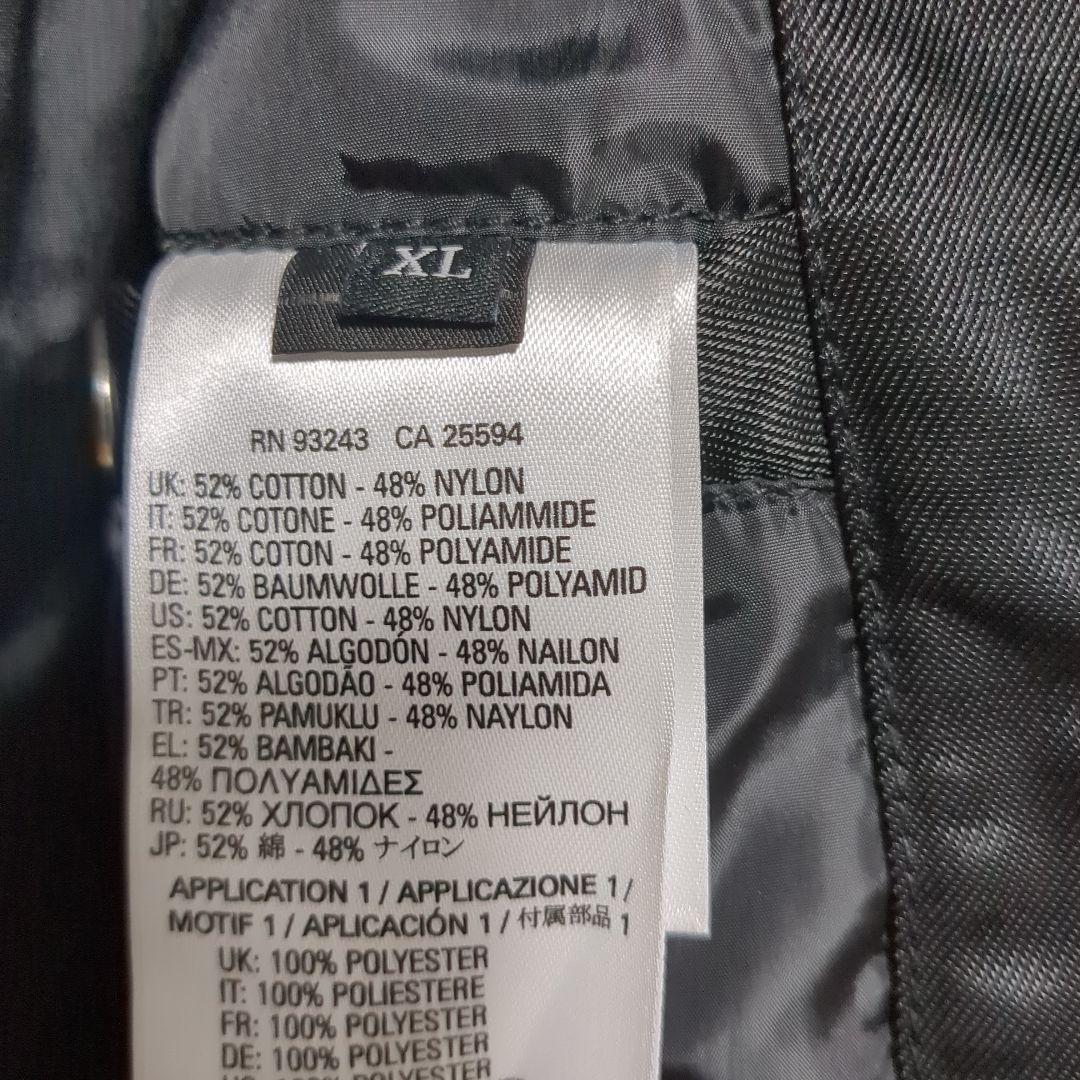 XL
RN 93243 CA 25594
UK: 52% COTTON - 48% NYLON
IT: 52% COTONE - 48% POLIAMMIDE
FR: 52% COTON - 48% POLYAMIDE
DE: 52% BAUMWOLLE - 48% POLYAMID
US: 52% COTTON - 48% NYLON
ES-MX: 52% ALGODÓN - 48% NAILON
PT: 52% ALGODÃO - 48% POLIAMIDA
TR: 52% PAMUKLU - 48% NAYLON
EL: 52% BAMBAKI -
48% ΠΟΛΥΑΜΙΔΕΣ
RU: 52% ХЛОПОК - 48% НЕЙЛОН
JP: 52% 綿 - 48% ナイロン
APPLICATION 1 / APPLICAZIONE 1 /
MOTIF 1 / APLICACIÓN 1 / 付属部品 1
UK: 100% POLYESTER
IT: 100% POLIESTERE
FR: 100% POLYESTER
DE: 100% POLYESTER
US: 100% POLYESTER